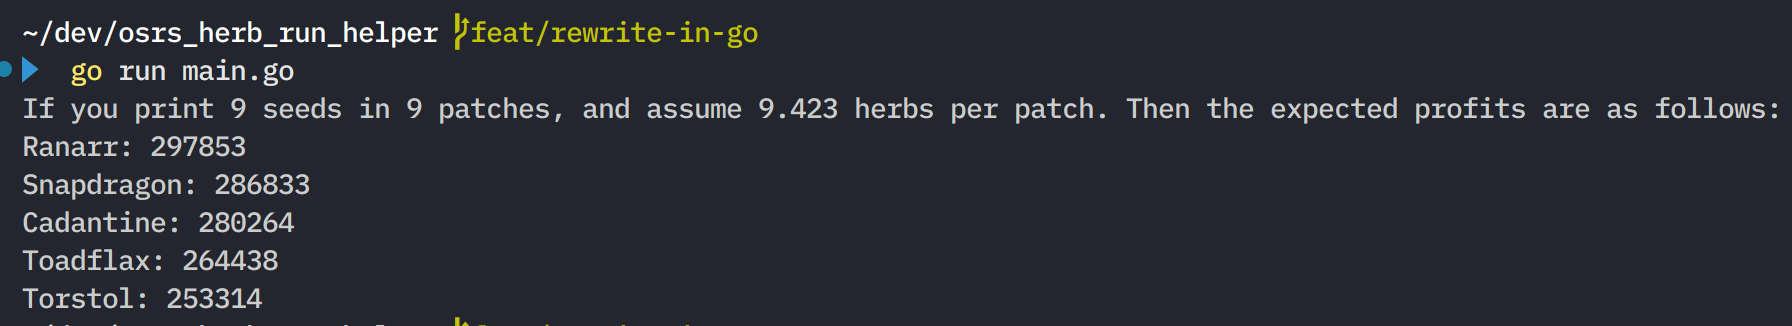 ~/dev/osrs_herb_run_helper feat/rewrite-in-go
go run main.go
If you print 9 seeds in 9 patches, and assume 9.423 herbs per patch. Then the expected profits are as follows:
Ranarr: 297853
Snapdragon: 286833
Cadantine: 280264
Toadflax: 264438
Torstol: 253314